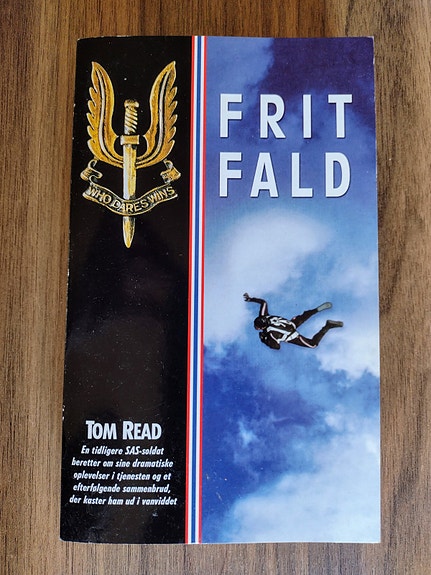 WHO DARES WINS
FRIT
FALD
TOM READ
En tidligere SAS-soldat
beretter om sine dramatiske
oplevelser i tjenesten og et
efterfølgende sammenbrud,
der kaster ham ud i vanviddet